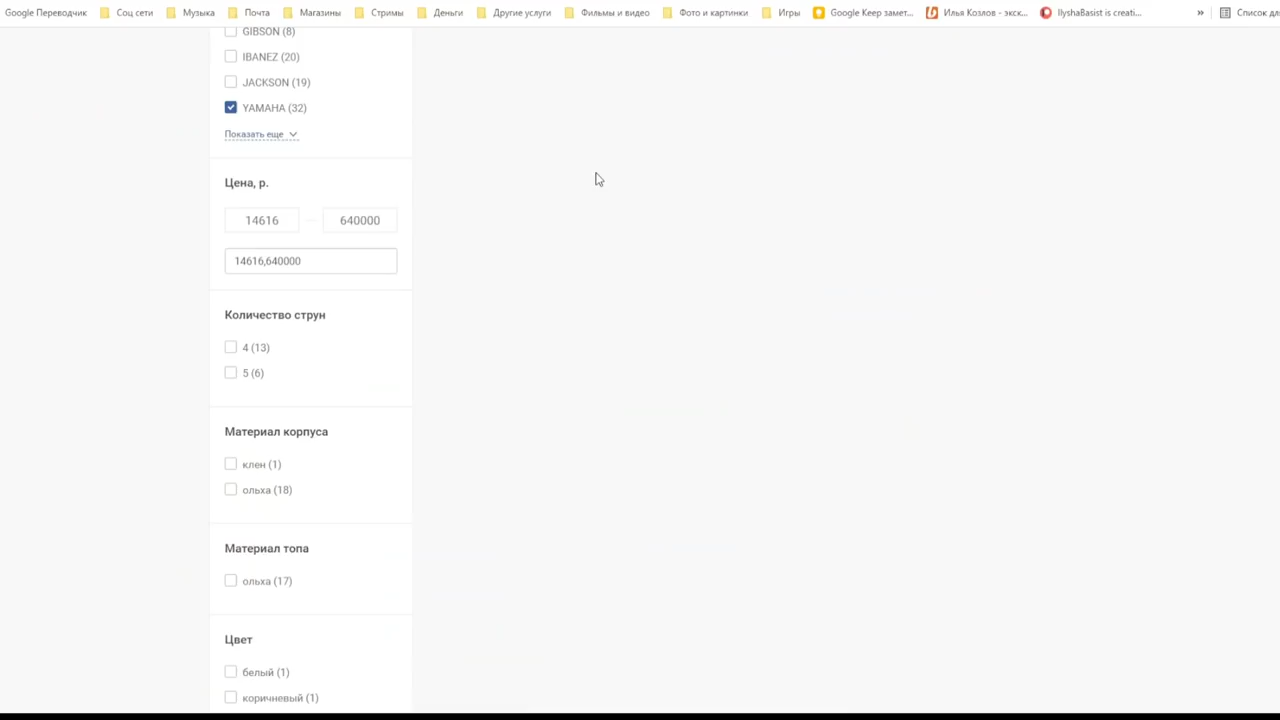 Google Переводчик Соц сети Музыка Почта Магазины Стримы Деньги Другие услуги Фильмы и видео Фото и картинки Игры Google Keep замет... Илья Козлов - экск... IlyshaBasist is creati... » Список дл
GIBSON (8)
IBANEZ (20)
JACKSON (19)
YAMAHA (32)
Показать еще
Цена, р.
14616 — 640000
14616,640000
Количество струн
4 (13)
5 (6)
Материал корпуса
клен (1)
ольха (18)
Материал топа
ольха (17)
Цвет
белый (1)
коричневый (1)